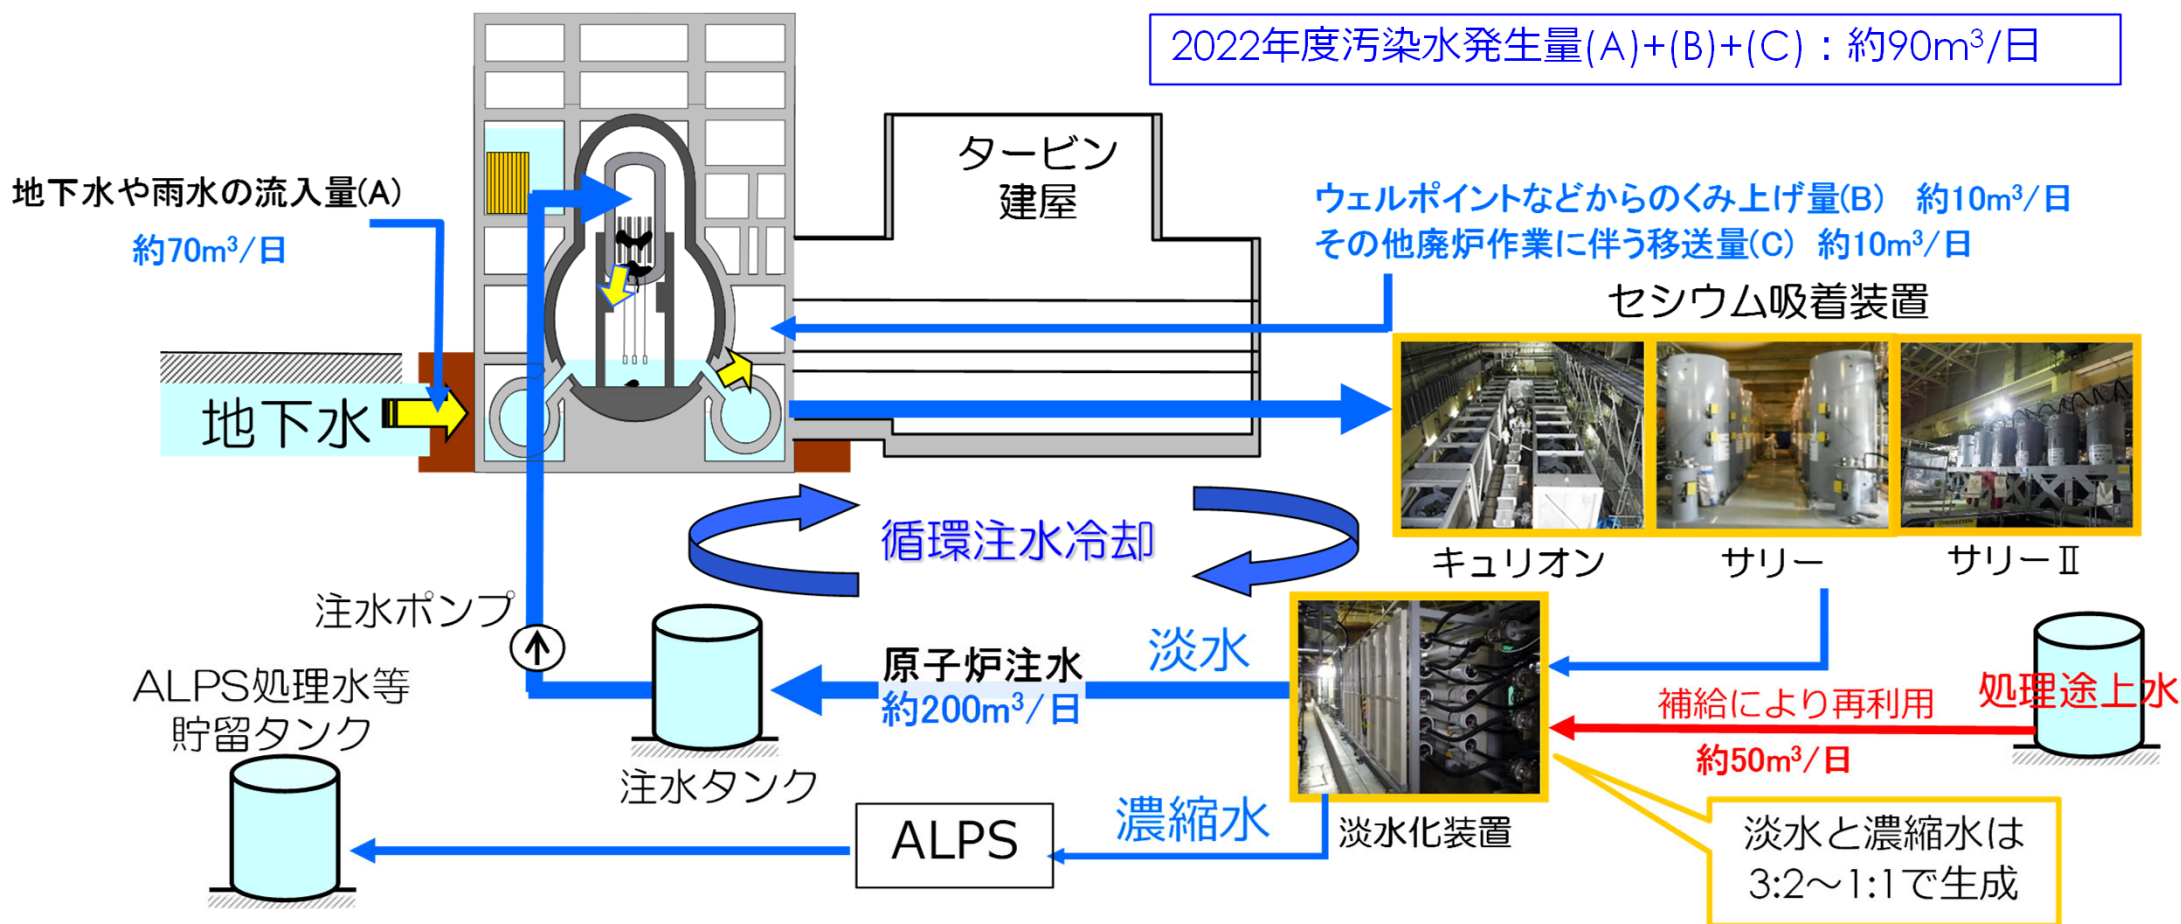 2022年度汚染水発生量(A)+(B)+(C)：約90m³/日
タービン
建屋
地下水や雨水の流入量(A)
約70m³/日
ウェルポイントなどからのくみ上げ量(B)　約10m³/日
その他廃炉作業に伴う移送量(C)　約10m³/日
セシウム吸着装置
地下水
循環注水冷却
キュリオン
サリー
サリーⅡ
注水ポンプ
淡水
原子炉注水
約200m³/日
処理途上水
補給により再利用
約50m³/日
ALPS処理水等
貯留タンク
注水タンク
濃縮水
淡水化装置
ALPS
淡水と濃縮水は
3:2～1:1で生成